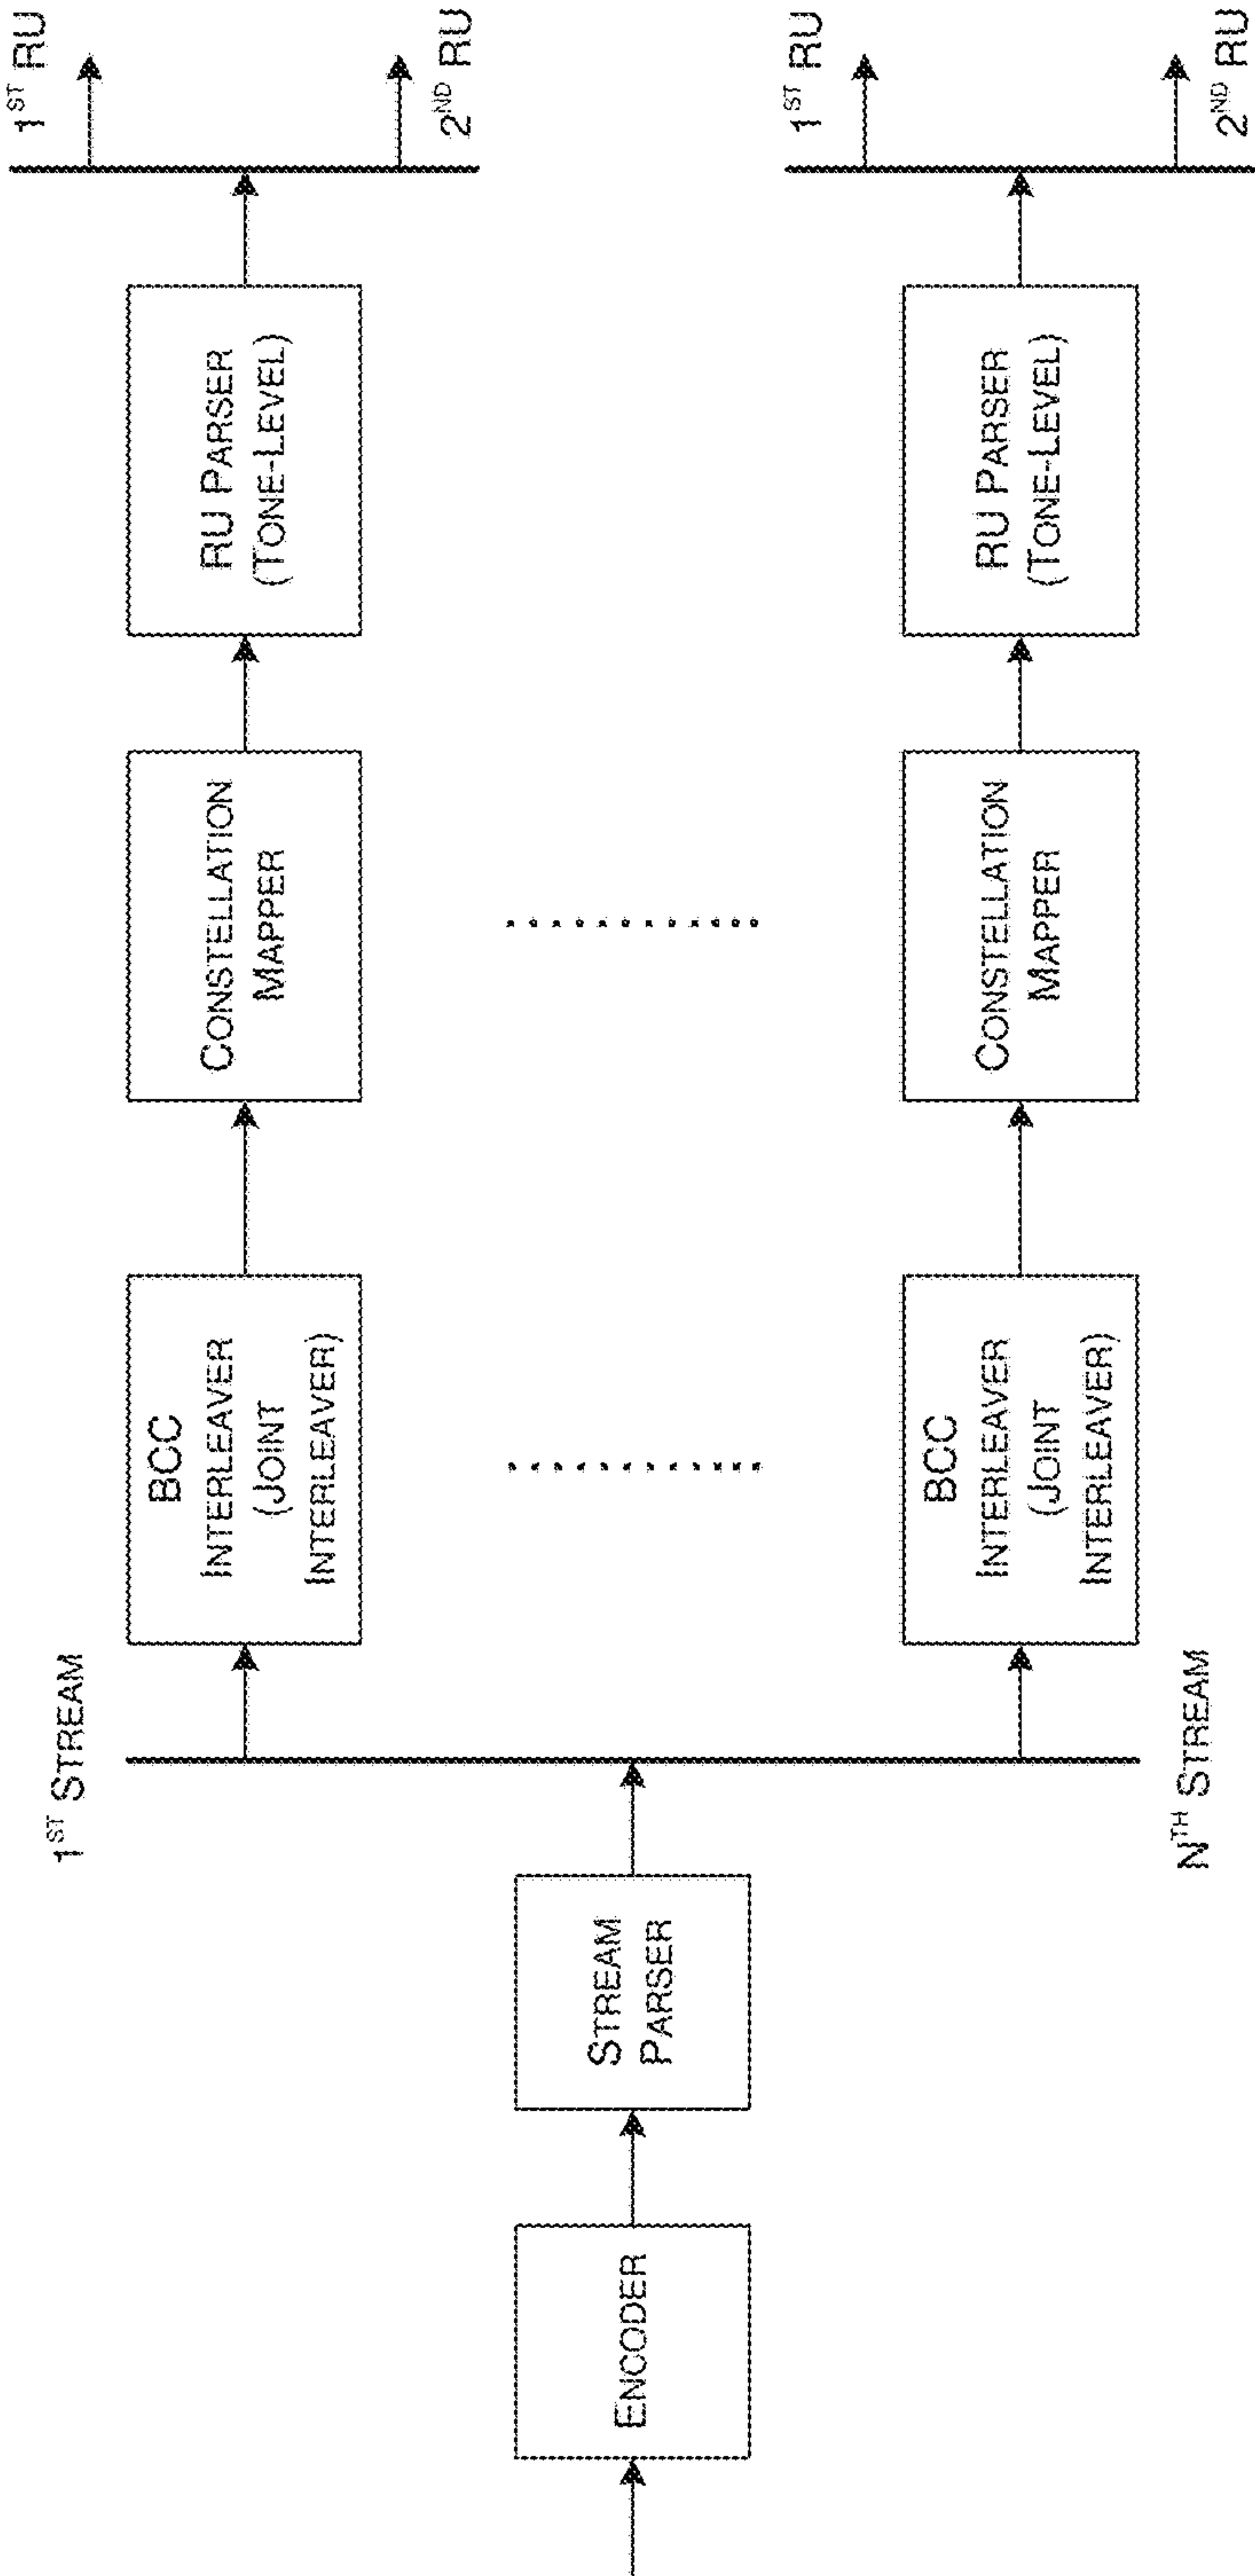 ENCODER
STREAM
PARSER
1ST STREAM
NTH STREAM
BCC
INTERLEAVER
(JOINT
INTERLEAVER)
CONSTELLATION
MAPPER
RU PARSER
(TONE-LEVEL)
1ST RU
2ND RU
BCC
INTERLEAVER
(JOINT
INTERLEAVER)
CONSTELLATION
MAPPER
RU PARSER
(TONE-LEVEL)
1ST RU
2ND RU